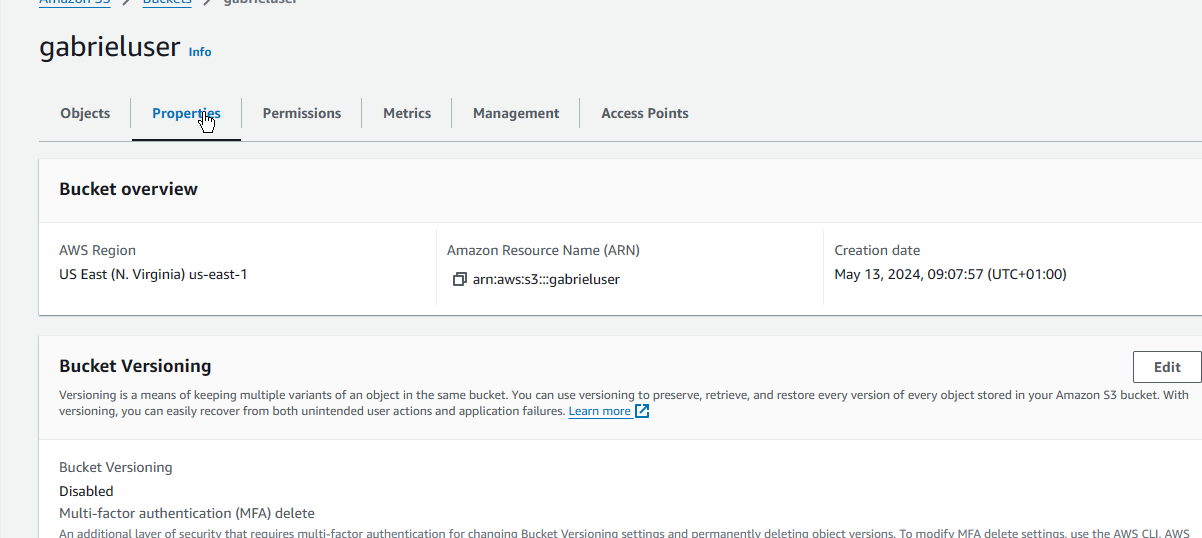 Amazon S3 > Buckets > gabrieluser
gabrieluser Info
Objects Properties Permissions Metrics Management Access Points
Bucket overview
AWS Region
US East (N. Virginia) us-east-1
Amazon Resource Name (ARN)
arn:aws:s3:::gabrieluser
Creation date
May 13, 2024, 09:07:57 (UTC+01:00)
Bucket Versioning
Edit
Versioning is a means of keeping multiple variants of an object in the same bucket. You can use versioning to preserve, retrieve, and restore every version of every object stored in your Amazon S3 bucket. With
versioning, you can easily recover from both unintended user actions and application failures. Learn more
Bucket Versioning
Disabled
Multi-factor authentication (MFA) delete
An additional layer of security that requires multi-factor authentication for changing Bucket Versioning settings and permanently deleting object versions. To modify MFA delete settings, use the AWS CLI, AWS